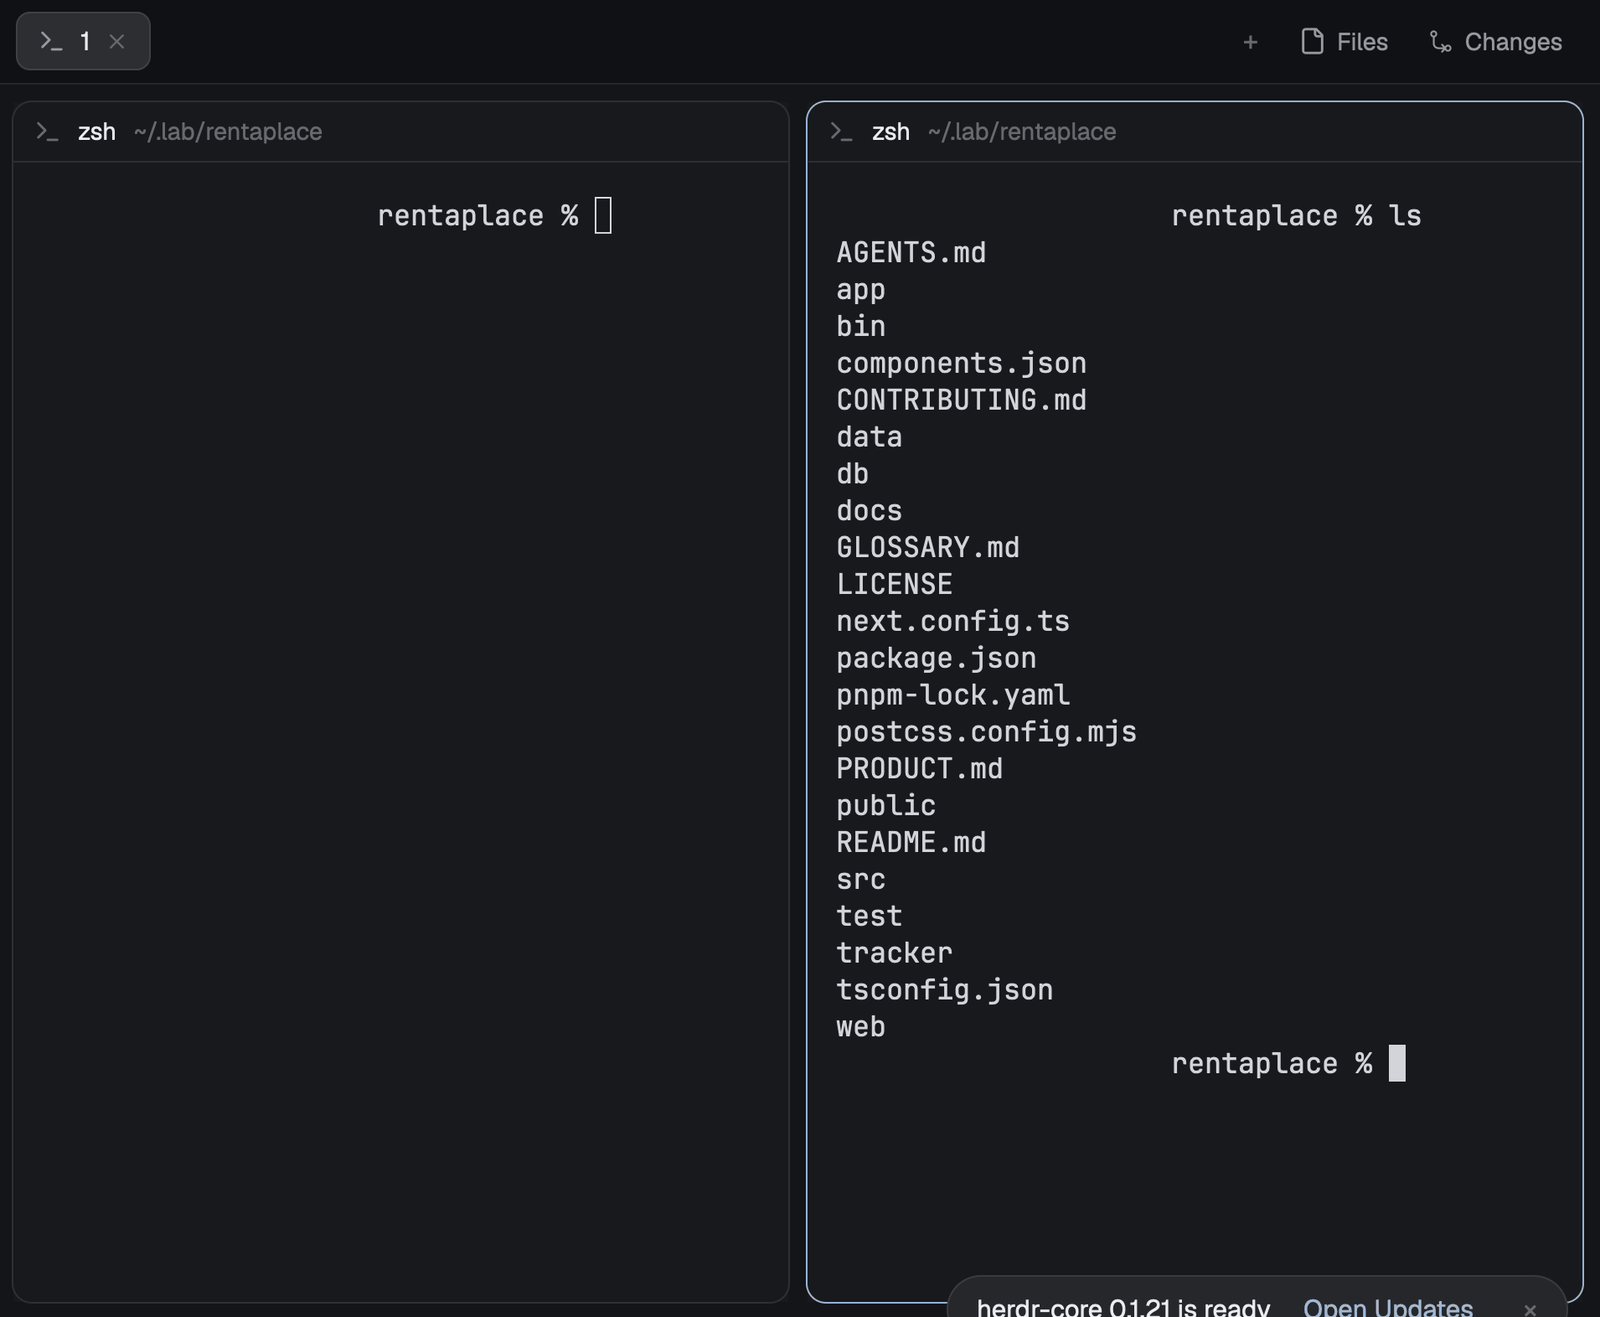 >_ 1 ×
+ Files Changes
>_ zsh ~/.lab/rentaplace
rentaplace %
>_ zsh ~/.lab/rentaplace
rentaplace % ls
AGENTS.md
app
bin
components.json
CONTRIBUTING.md
data
db
docs
GLOSSARY.md
LICENSE
next.config.ts
package.json
pnpm-lock.yaml
postcss.config.mjs
PRODUCT.md
public
README.md
src
test
tracker
tsconfig.json
web
rentaplace %
herdr-core 0.1.21 is ready Open Updates ×